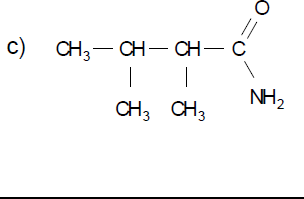 O
c) CH₃ — CH — CH — C
NH₂
CH₃ CH₃